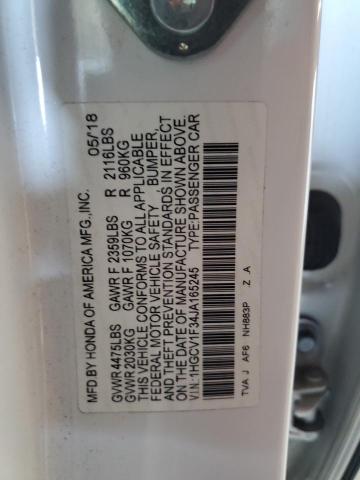 MFD BY HONDA OF AMERICA MFG.,INC. 05/18
GVWR 4475LBS GAWR F 2359LBS R 2116LBS
GVWR 2030KG GAWR F 1070KG R 960KG
THIS VEHICLE CONFORMS TO ALL APPLICABLE
FEDERAL MOTOR VEHICLE SAFETY, BUMPER,
AND THEFT PREVENTION STANDARDS IN EFFECT
ON THE DATE OF MANUFACTURE SHOWN ABOVE.
V.I.N.: 1HGCV1F34JA165245 TYPE:PASSENGER CAR
TVA J AF6 NH883P Z A